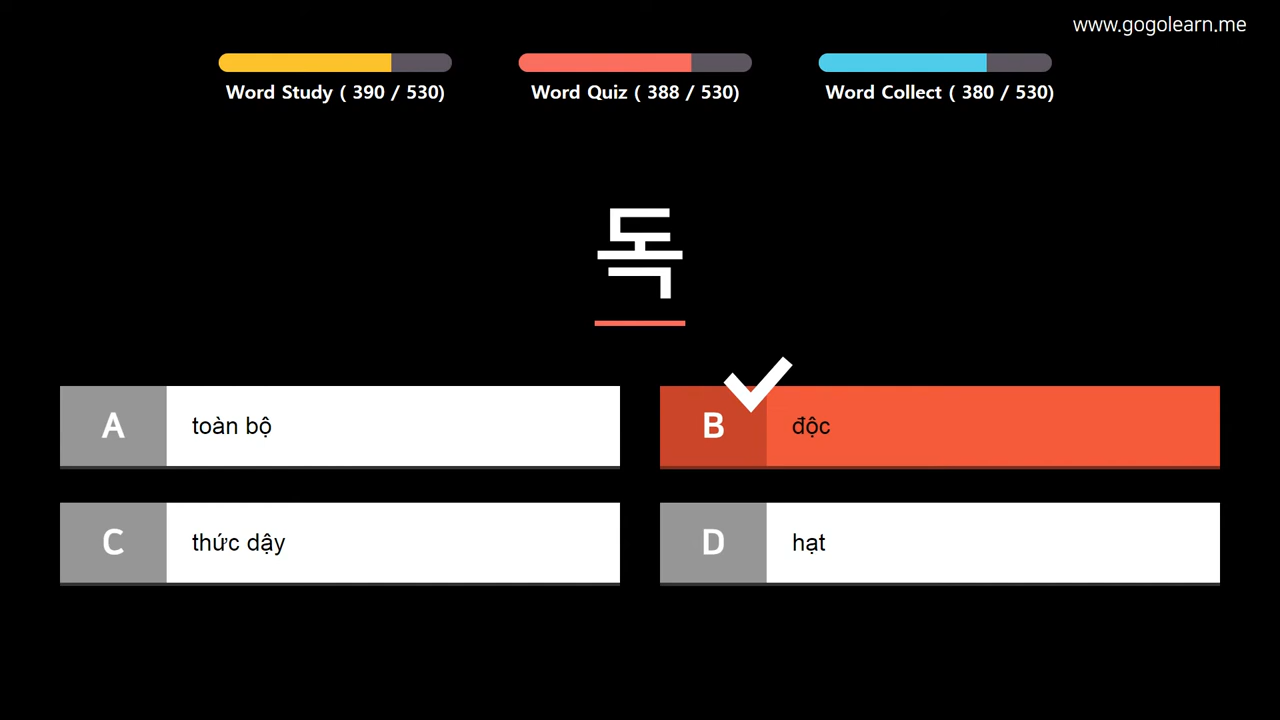 www.gogolearn.me
Word Study ( 390 / 530)
Word Quiz ( 388 / 530)
Word Collect ( 380 / 530)
독
A toàn bộ
B độc
C thức dậy
D hạt